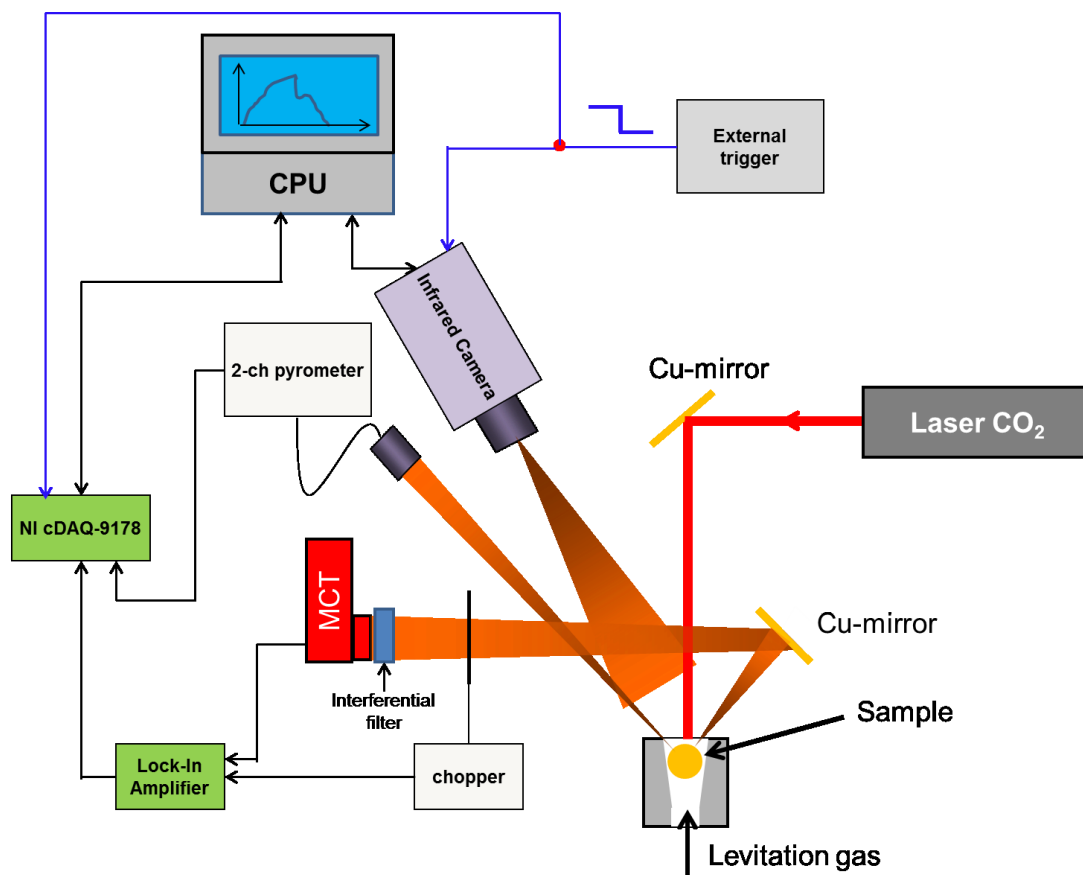 CPU
External
trigger
Infrared Camera
2-ch pyrometer
Cu-mirror
Laser CO₂
NI cDAQ-9178
MCT
Cu-mirror
Interferential
filter
Sample
Lock-In
Amplifier
chopper
Levitation gas